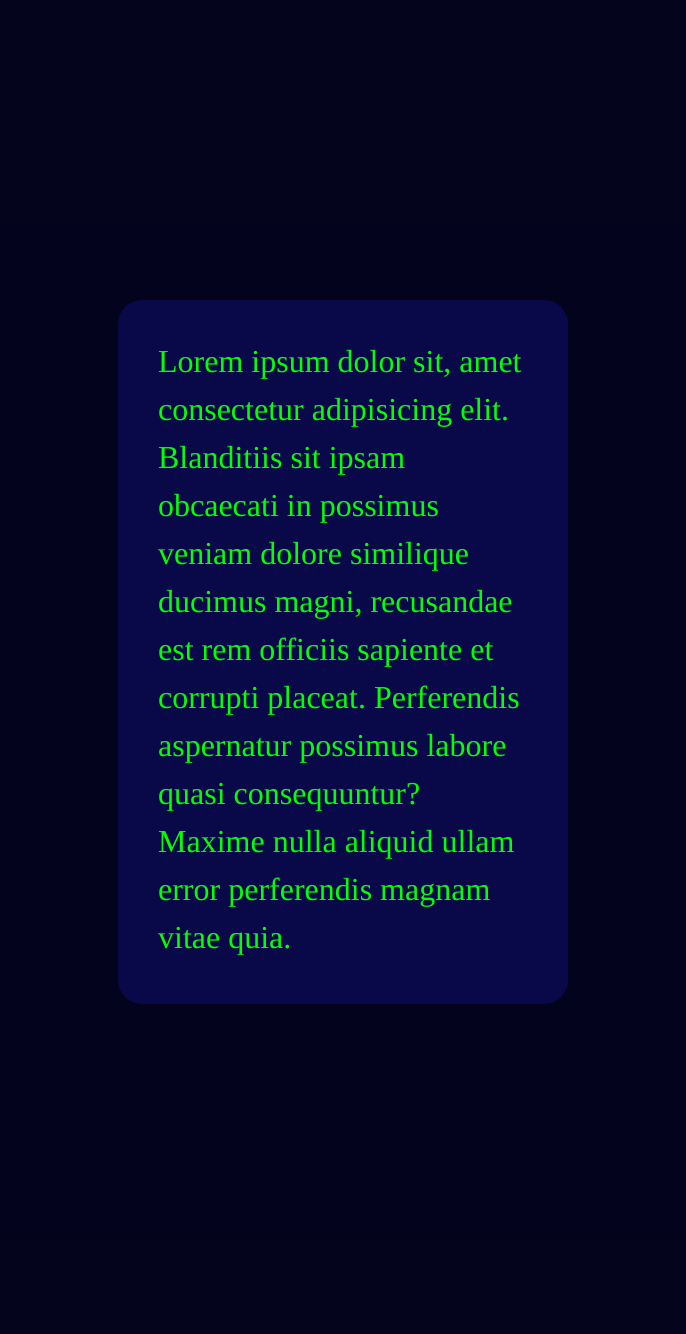 Lorem ipsum dolor sit, amet
consectetur adipisicing elit.
Blanditiis sit ipsam
obcaecati in possimus
veniam dolore similique
ducimus magni, recusandae
est rem officiis sapiente et
corrupti placeat. Perferendis
aspernatur possimus labore
quasi consequuntur?
Maxime nulla aliquid ullam
error perferendis magnam
vitae quia.